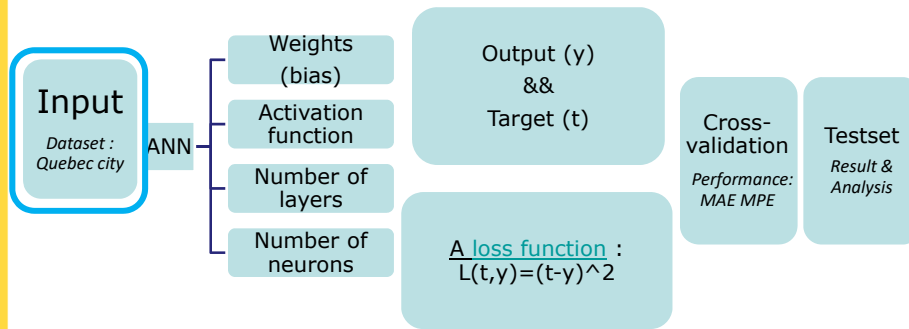 Input
Dataset :
Quebec city
ANN
Weights
(bias)
Activation
function
Number of
layers
Number of
neurons
Output (y)
&&
Target (t)
A loss function :
L(t,y)=(t-y)^2
Cross-
validation
Performance:
MAE MPE
Testset
Result &
Analysis